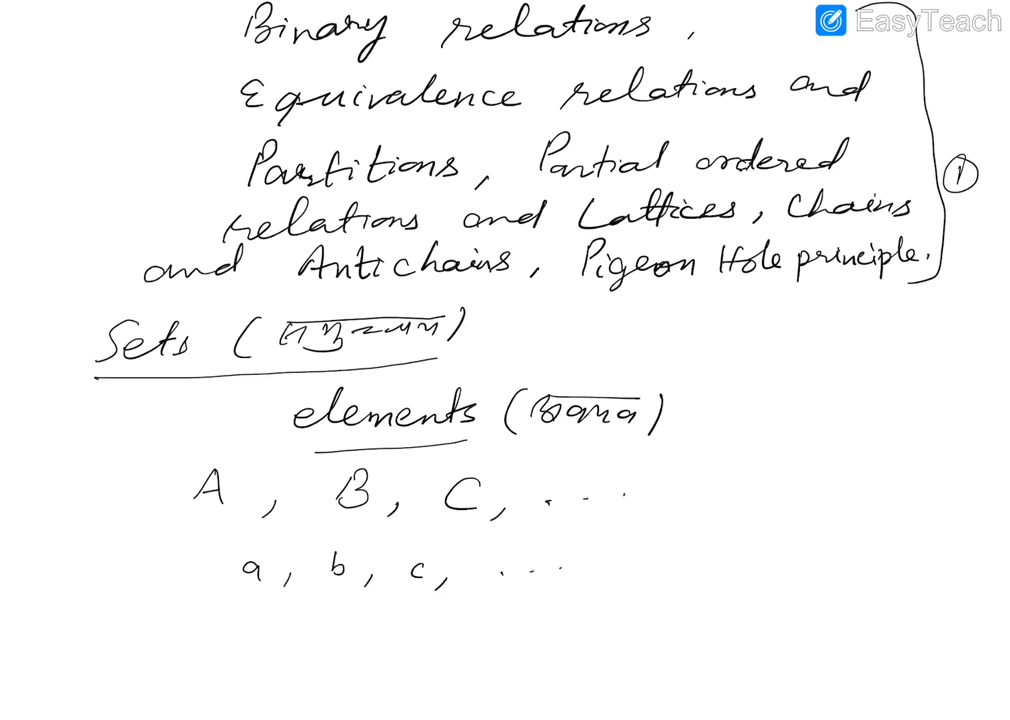 Binary relations,
EasyTeach
Equivalence relations and
Partitions, Partial ordered
relations and Lattices, Chains
and Antichains, Pigeon Hole principle.
①
Sets (
elements (
A, B, C, ...
a, b, c, ...